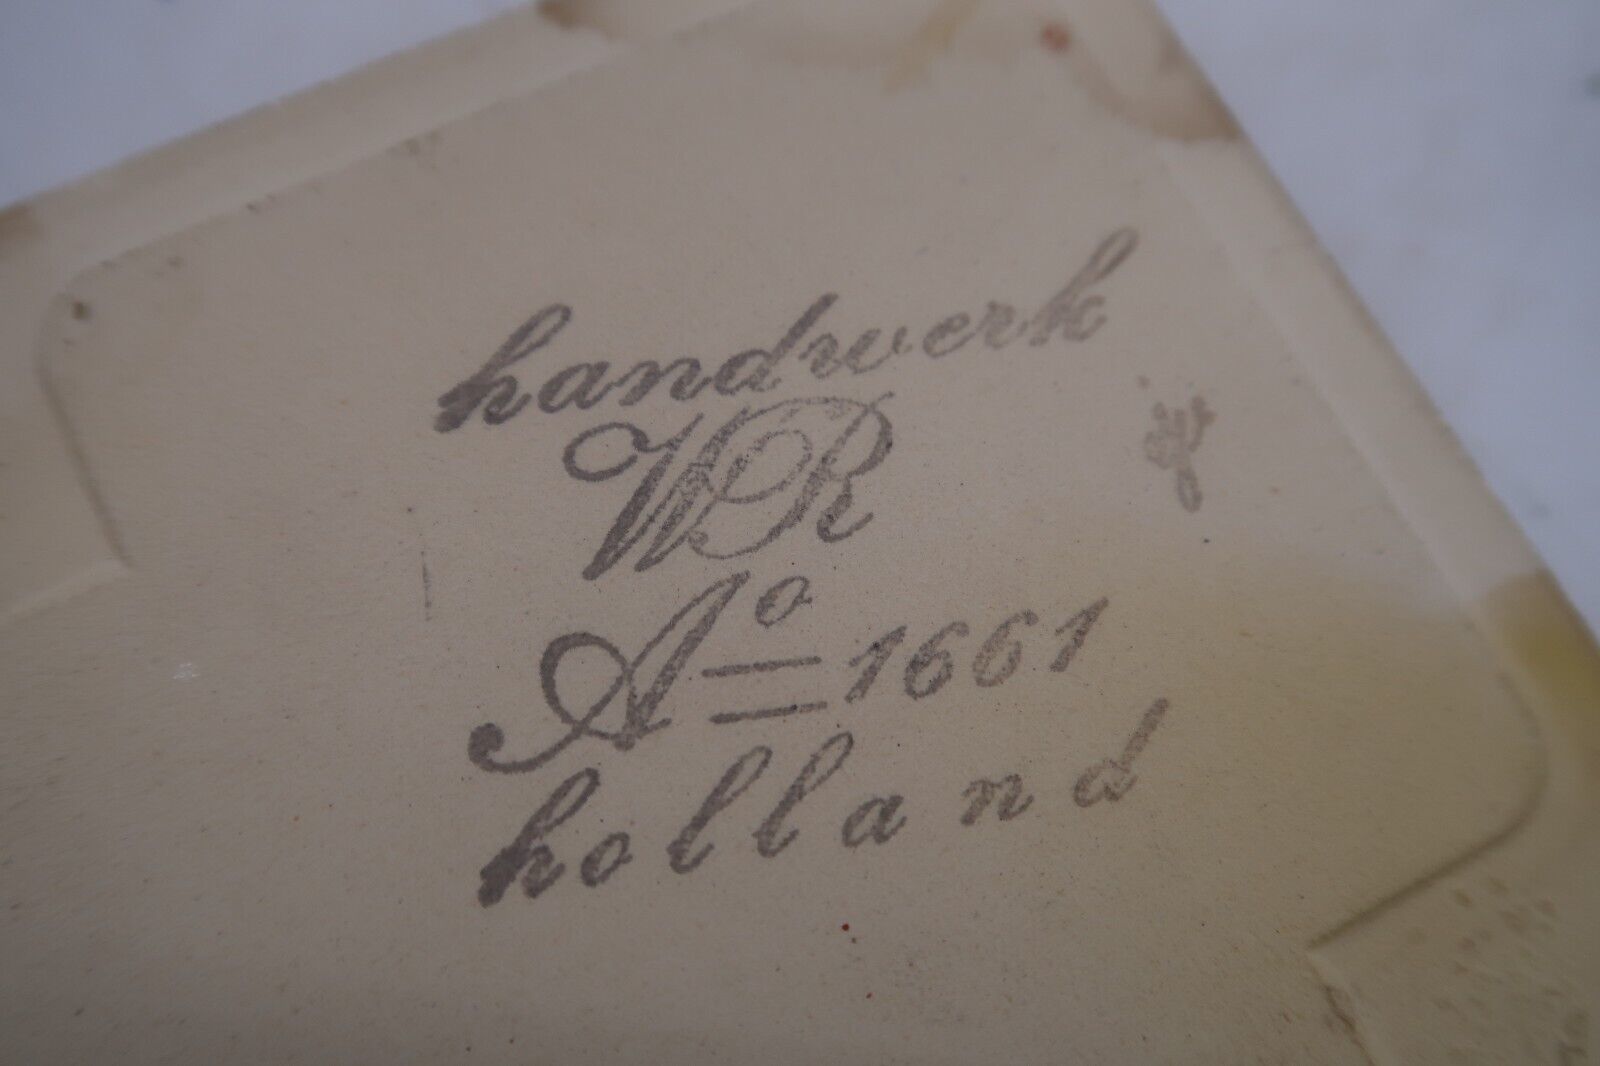 handwerk
WR
Aº = 1661
holland